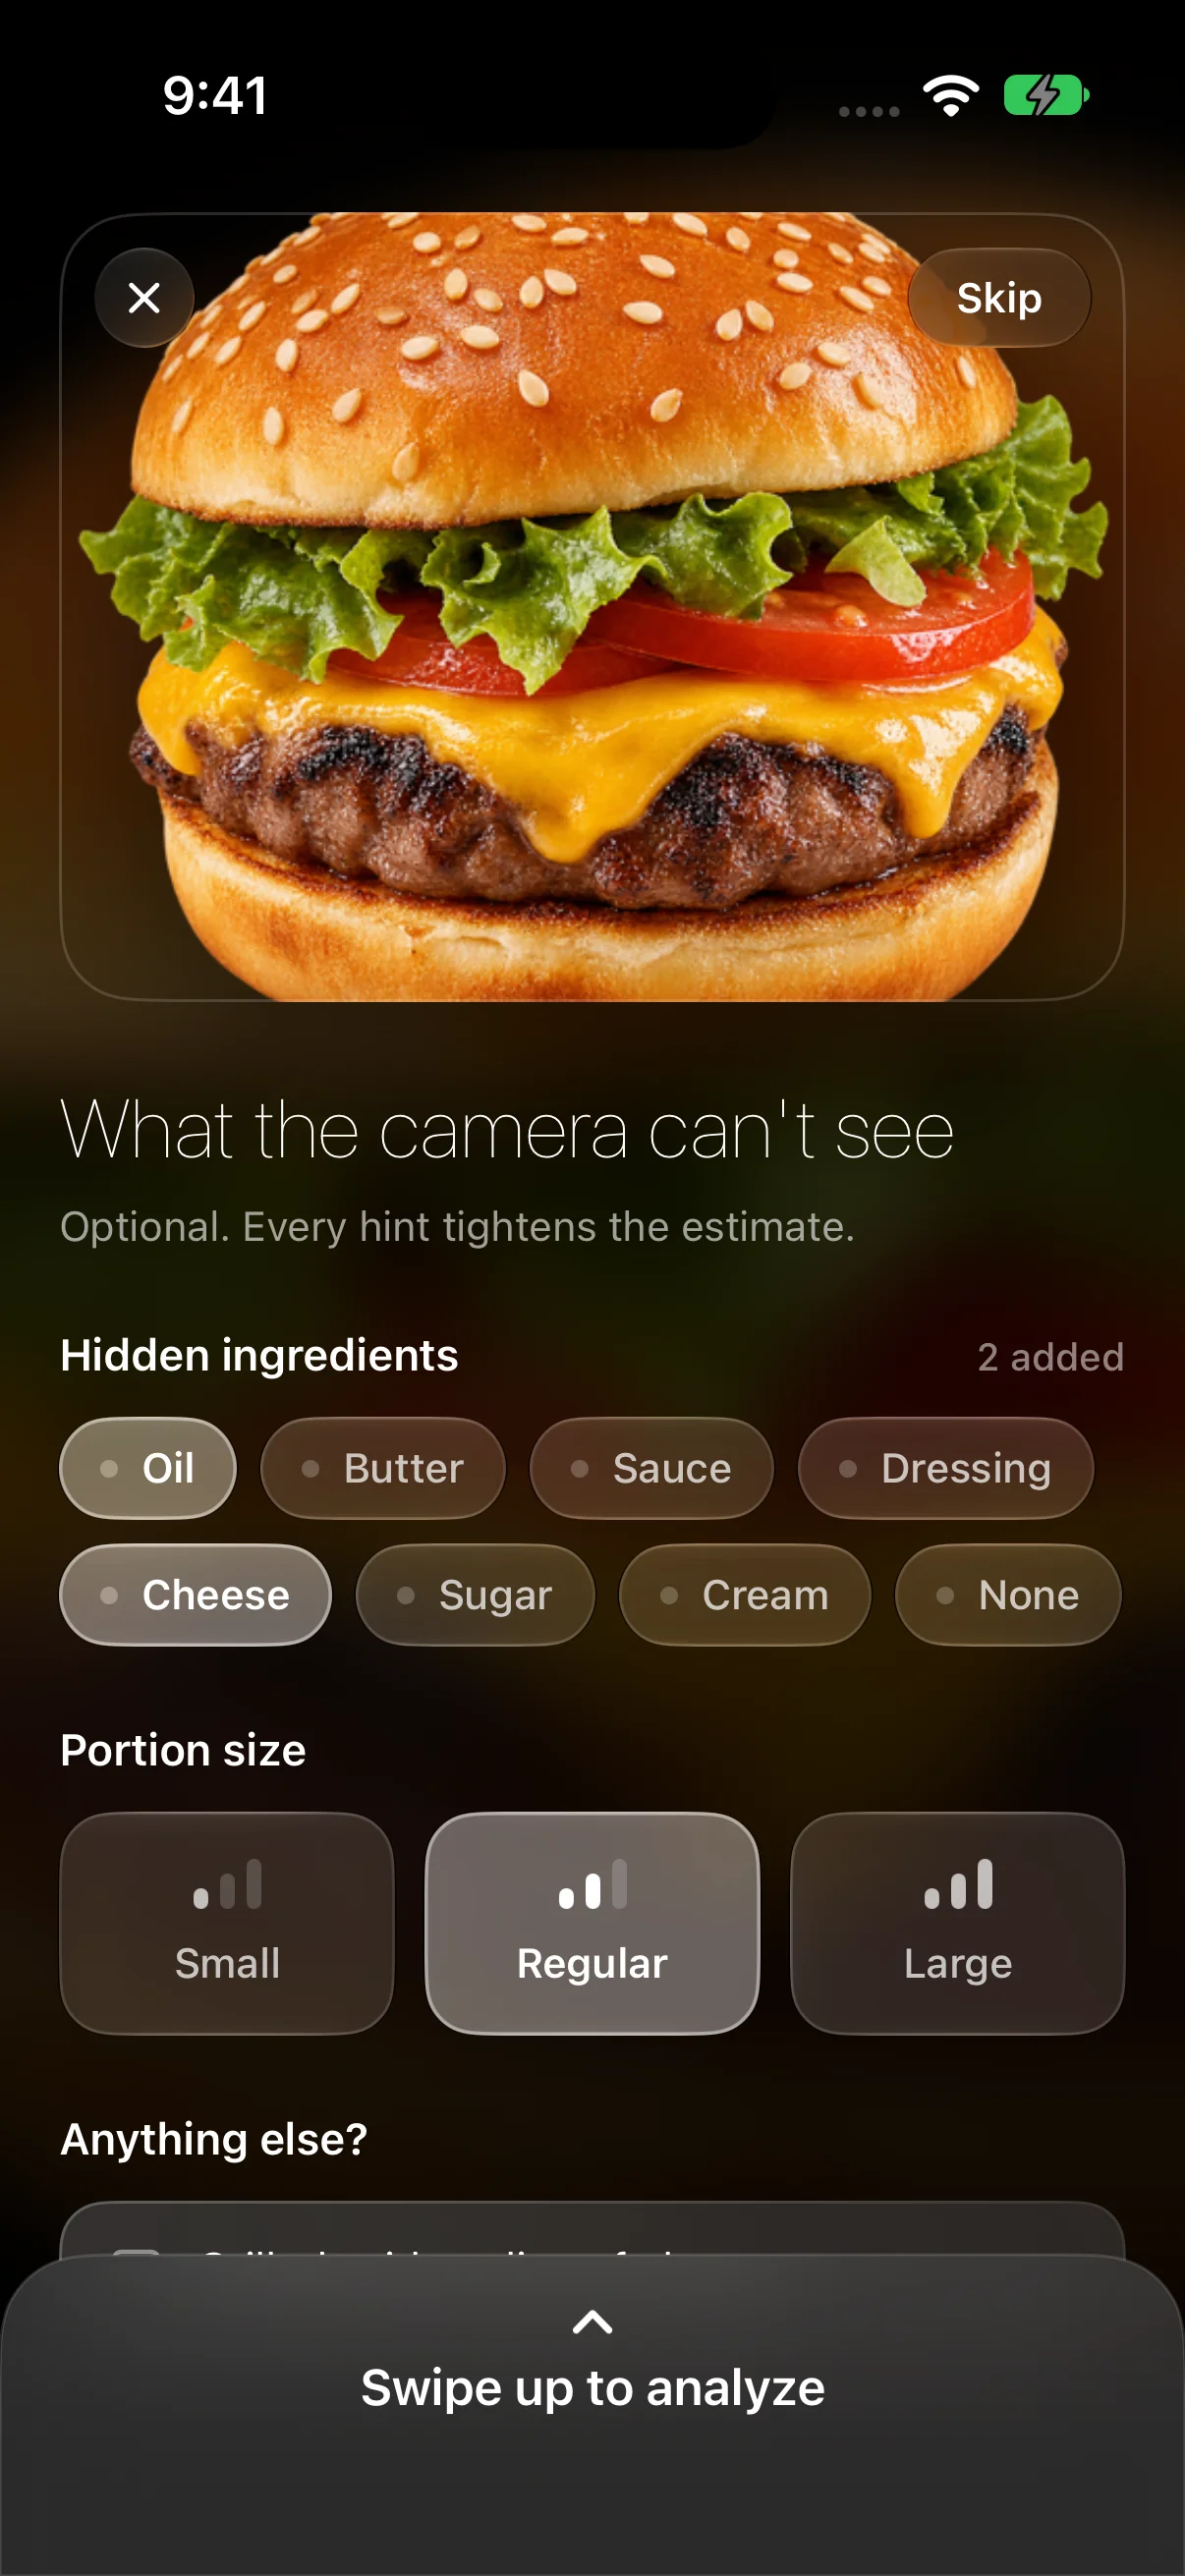 9:41
Skip
What the camera can't see
Optional. Every hint tightens the estimate.
Hidden ingredients
2 added
Oil
Butter
Sauce
Dressing
Cheese
Sugar
Cream
None
Portion size
Small
Regular
Large
Anything else?
Swipe up to analyze